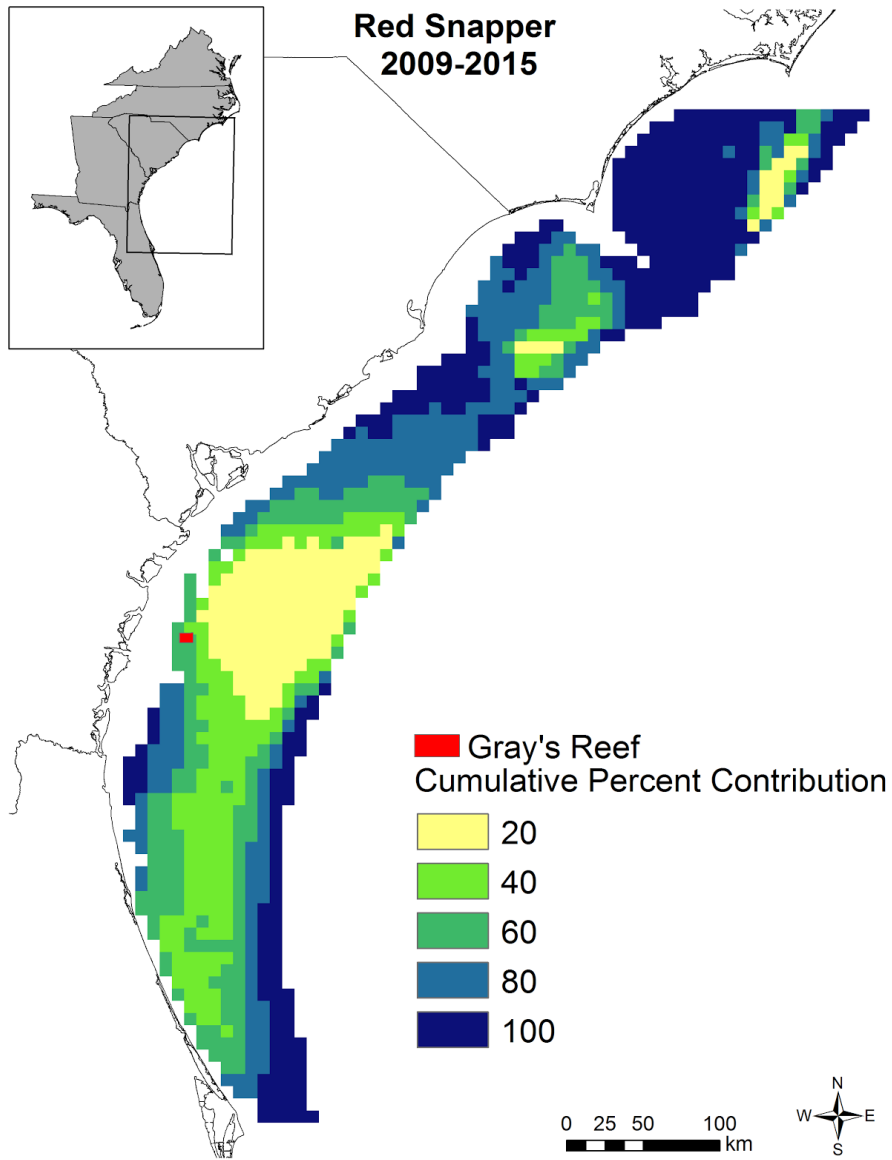 Red Snapper
2009-2015
Gray's Reef
Cumulative Percent Contribution
20
40
60
80
100
0 25 50 100
km
N
W E
S